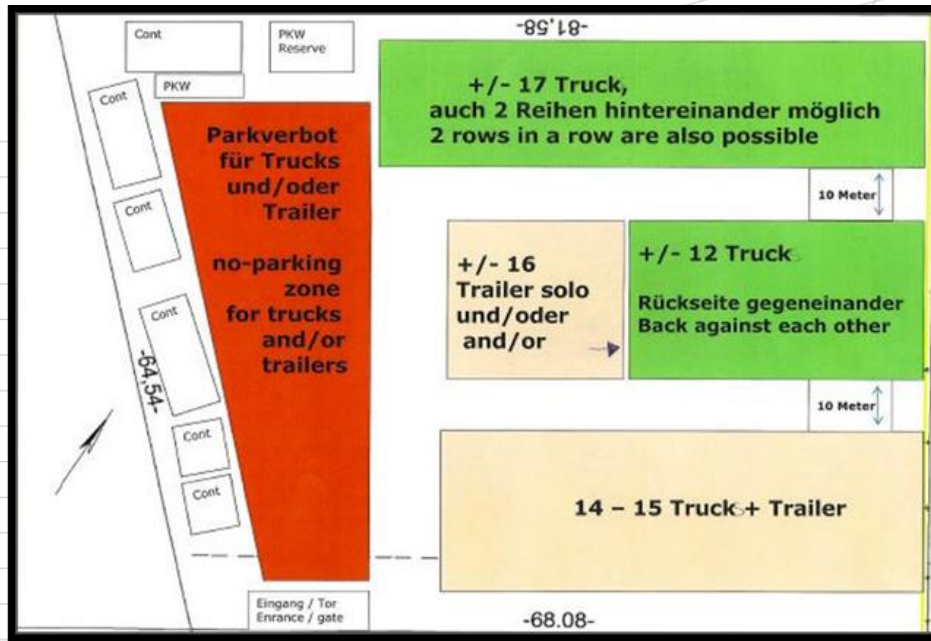 -81,58-
Cont
PKW
Reserve
PKW
Cont
Cont
Cont
Cont
Cont
-64,54-
Parkverbot
für Trucks
und/oder
Trailer
no-parking
zone
for trucks
and/or
trailers
+/- 17 Truck,
auch 2 Reihen hintereinander möglich
2 rows in a row are also possible
10 Meter
+/- 16
Trailer solo
und/oder
and/or
+/- 12 Trucks
Rückseite gegeneinander
Back against each other
10 Meter
14 – 15 Trucks + Trailer
Eingang / Tor
Enrance / gate
-68.08-